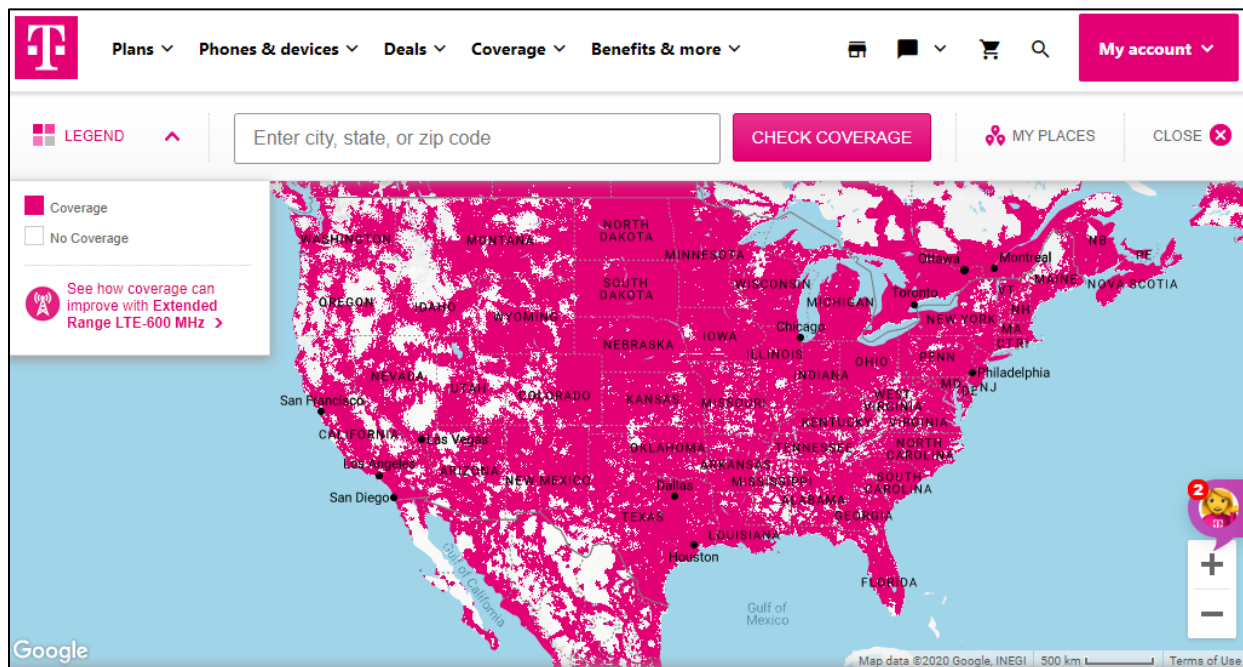 T
Plans
Phones & devices
Deals
Coverage
Benefits & more
My account
LEGEND
Enter city, state, or zip code
CHECK COVERAGE
MY PLACES
CLOSE
Coverage
No Coverage
See how coverage can
improve with Extended
Range LTE-600 MHz
WASHINGTON
MONTANA
NORTH
DAKOTA
MINNESOTA
Ottawa
Montreal
NB
PE
MAINE
NOVA SCOTIA
OREGON
IDAHO
WYOMING
SOUTH
DAKOTA
WISCONSIN
MICHIGAN
Toronto
VT
NH
NEW YORK
MA
CT RI
NEBRASKA
IOWA
Chicago
ILLINOIS
INDIANA
OHIO
PENN
Philadelphia
MD
DE
NJ
NEVADA
UTAH
COLORADO
KANSAS
MISSOURI
WEST
VIRGINIA
KENTUCKY
VIRGINIA
San Francisco
CALIFORNIA
Las Vegas
OKLAHOMA
TENNESSEE
NORTH
CAROLINA
Los Angeles
ARIZONA
NEW MEXICO
ARKANSAS
MISSISSIPPI
SOUTH
CAROLINA
San Diego
Dallas
ALABAMA
TEXAS
GEORGIA
LOUISIANA
Houston
FLORIDA
Gulf of
California
Gulf of
Mexico
2
T
+
−
Google
Map data ©2020 Google, INEGI
500 km
Terms of Use